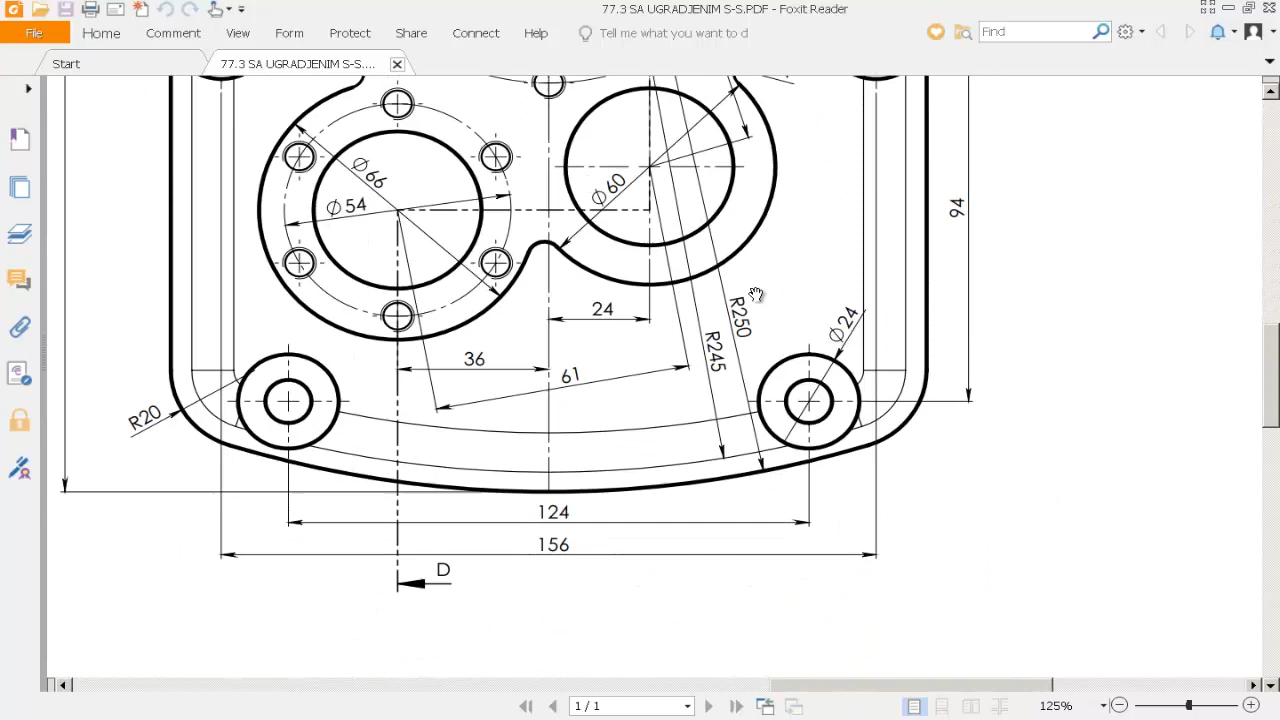 77.3 SA UGRADJENIM S-S.PDF - Foxit Reader
File Home Comment View Form Protect Share Connect Help Tell me what you want to d
Find
Start 77.3 SA UGRADJENIM S-S....
Ø66
Ø54
Ø60
94
24
R250
Ø24
R245
36
61
R20
124
156
D
1 / 1
125%